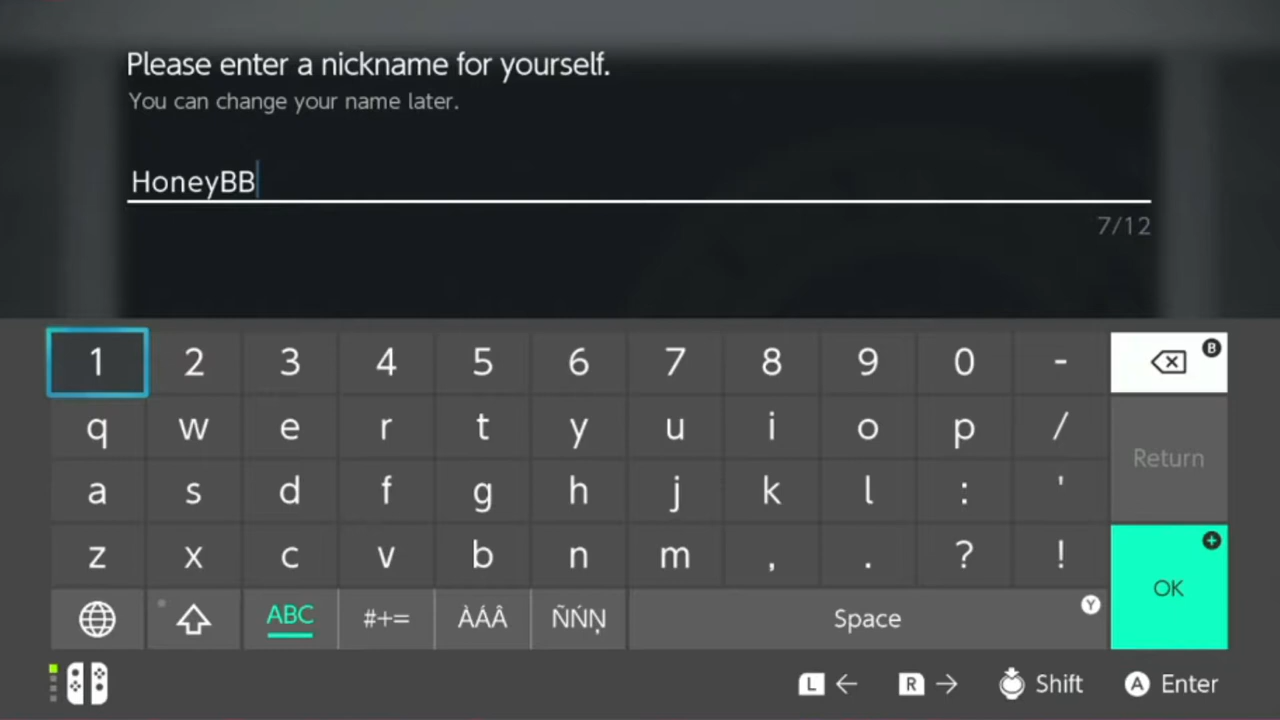 Please enter a nickname for yourself.
You can change your name later.
HoneyBB
7/12
1 2 3 4 5 6 7 8 9 0 - B
q w e r t y u i o p / Return
a s d f g h j k l : '
z x c v b n m , . ? ! + OK
ABC #+= ÀÁÂ ÑŃŅ Space Y
L ← R → Shift A Enter